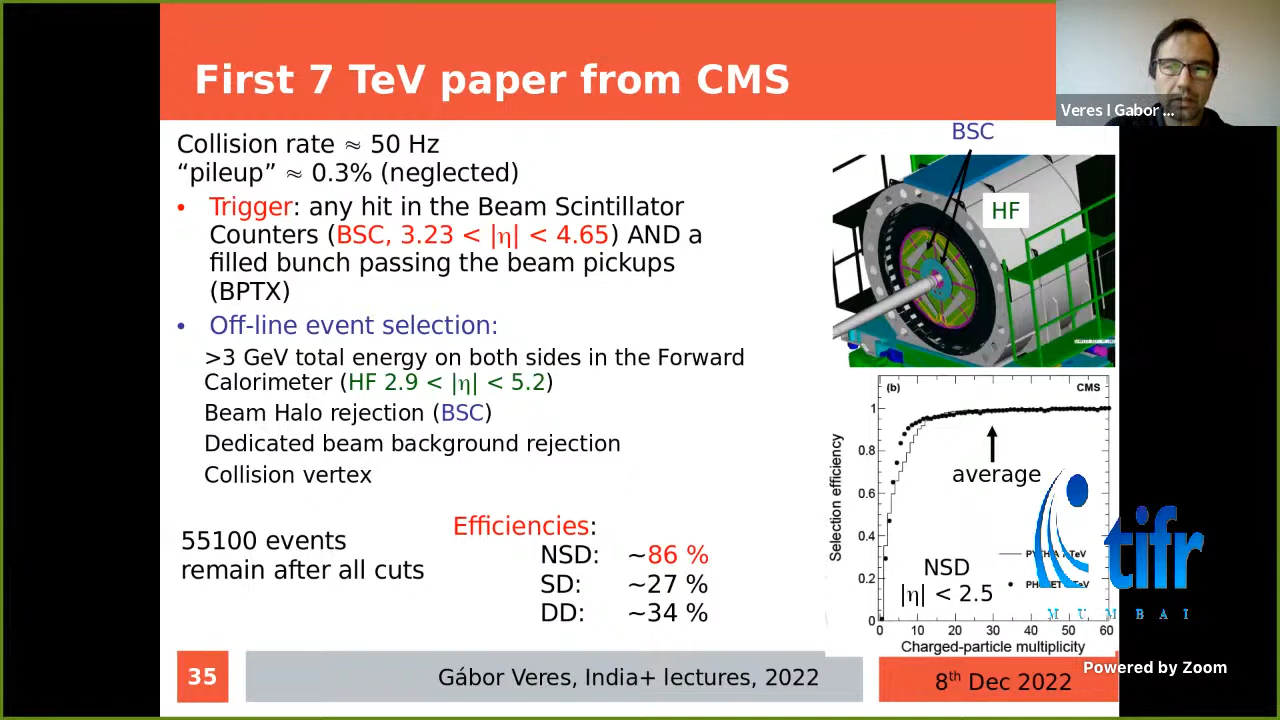 First 7 TeV paper from CMS
Veres I Gabor ...
Collision rate ≈ 50 Hz
“pileup” ≈ 0.3% (neglected)
• Trigger: any hit in the Beam Scintillator
Counters (BSC, 3.23 < |η| < 4.65) AND a
filled bunch passing the beam pickups
(BPTX)
• Off-line event selection:
>3 GeV total energy on both sides in the Forward
Calorimeter (HF 2.9 < |η| < 5.2)
Beam Halo rejection (BSC)
Dedicated beam background rejection
Collision vertex
55100 events
remain after all cuts
Efficiencies:
NSD: ~86 %
SD: ~27 %
DD: ~34 %
BSC
HF
(b) CMS
Selection efficiency
1
0.8
0.6
0.4
0.2
0
average
NSD
|η| < 2.5
TeV
TeV
0 10 20 30 40 50 60
Charged-particle multiplicity
tifr
MUMBAI
35
Gábor Veres, India+ lectures, 2022
8th Dec 2022
Powered by Zoom